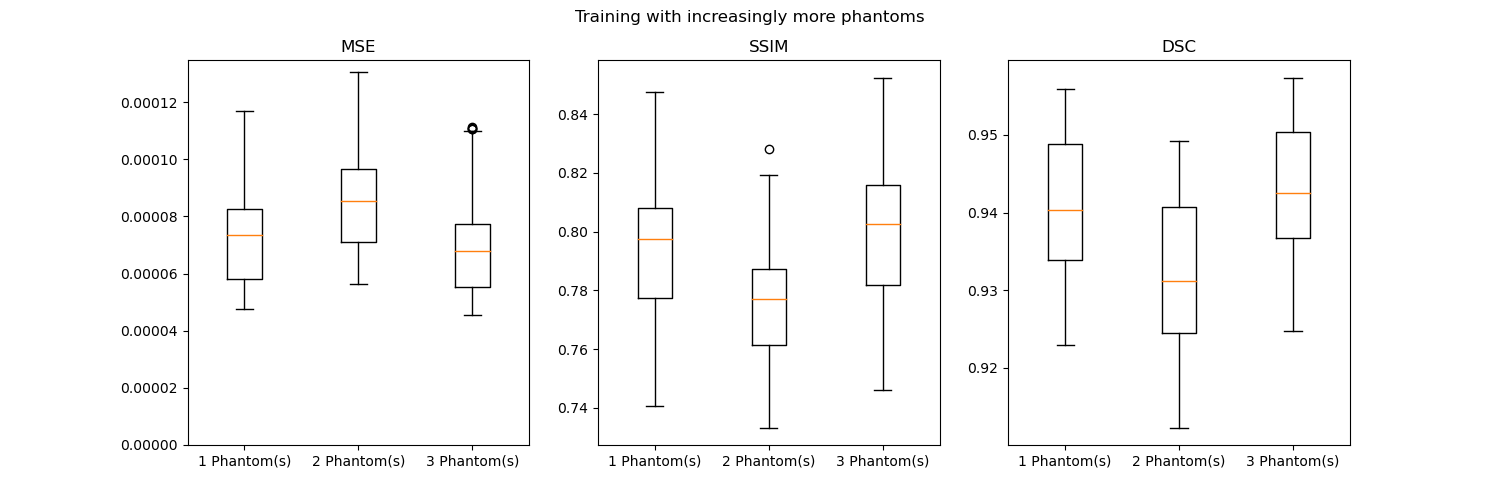 Training with increasingly more phantoms
MSE
0.00012
0.00010
0.00008
0.00006
0.00004
0.00002
0.00000
1 Phantom(s) 2 Phantom(s) 3 Phantom(s)
SSIM
0.84
0.82
0.80
0.78
0.76
0.74
1 Phantom(s) 2 Phantom(s) 3 Phantom(s)
DSC
0.95
0.94
0.93
0.92
1 Phantom(s) 2 Phantom(s) 3 Phantom(s)